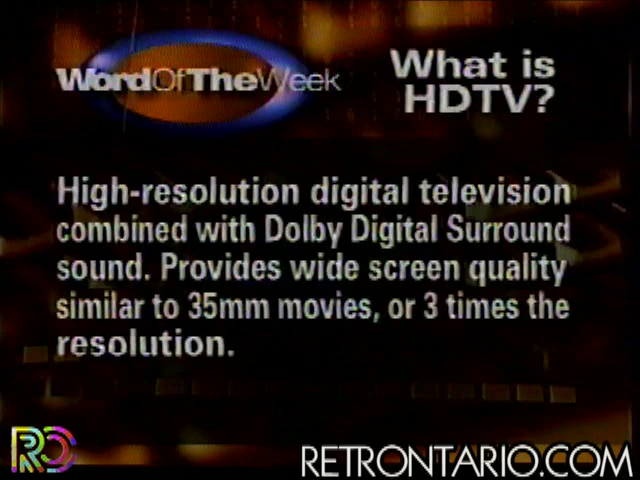 WordOfTheWeek
What is
HDTV?
High-resolution digital television
combined with Dolby Digital Surround
sound. Provides wide screen quality
similar to 35mm movies, or 3 times the
resolution.
RO
RETRONTARIO.COM